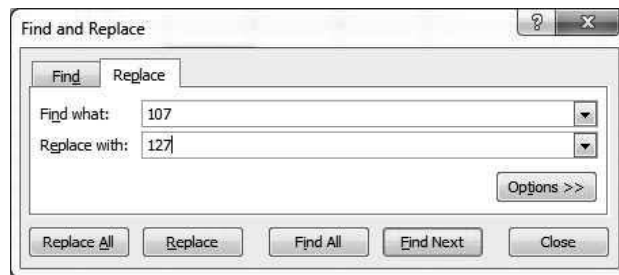 Find and Replace
Find Replace
Find what: 107
Replace with: 127
Options >>
Replace All Replace Find All Find Next Close